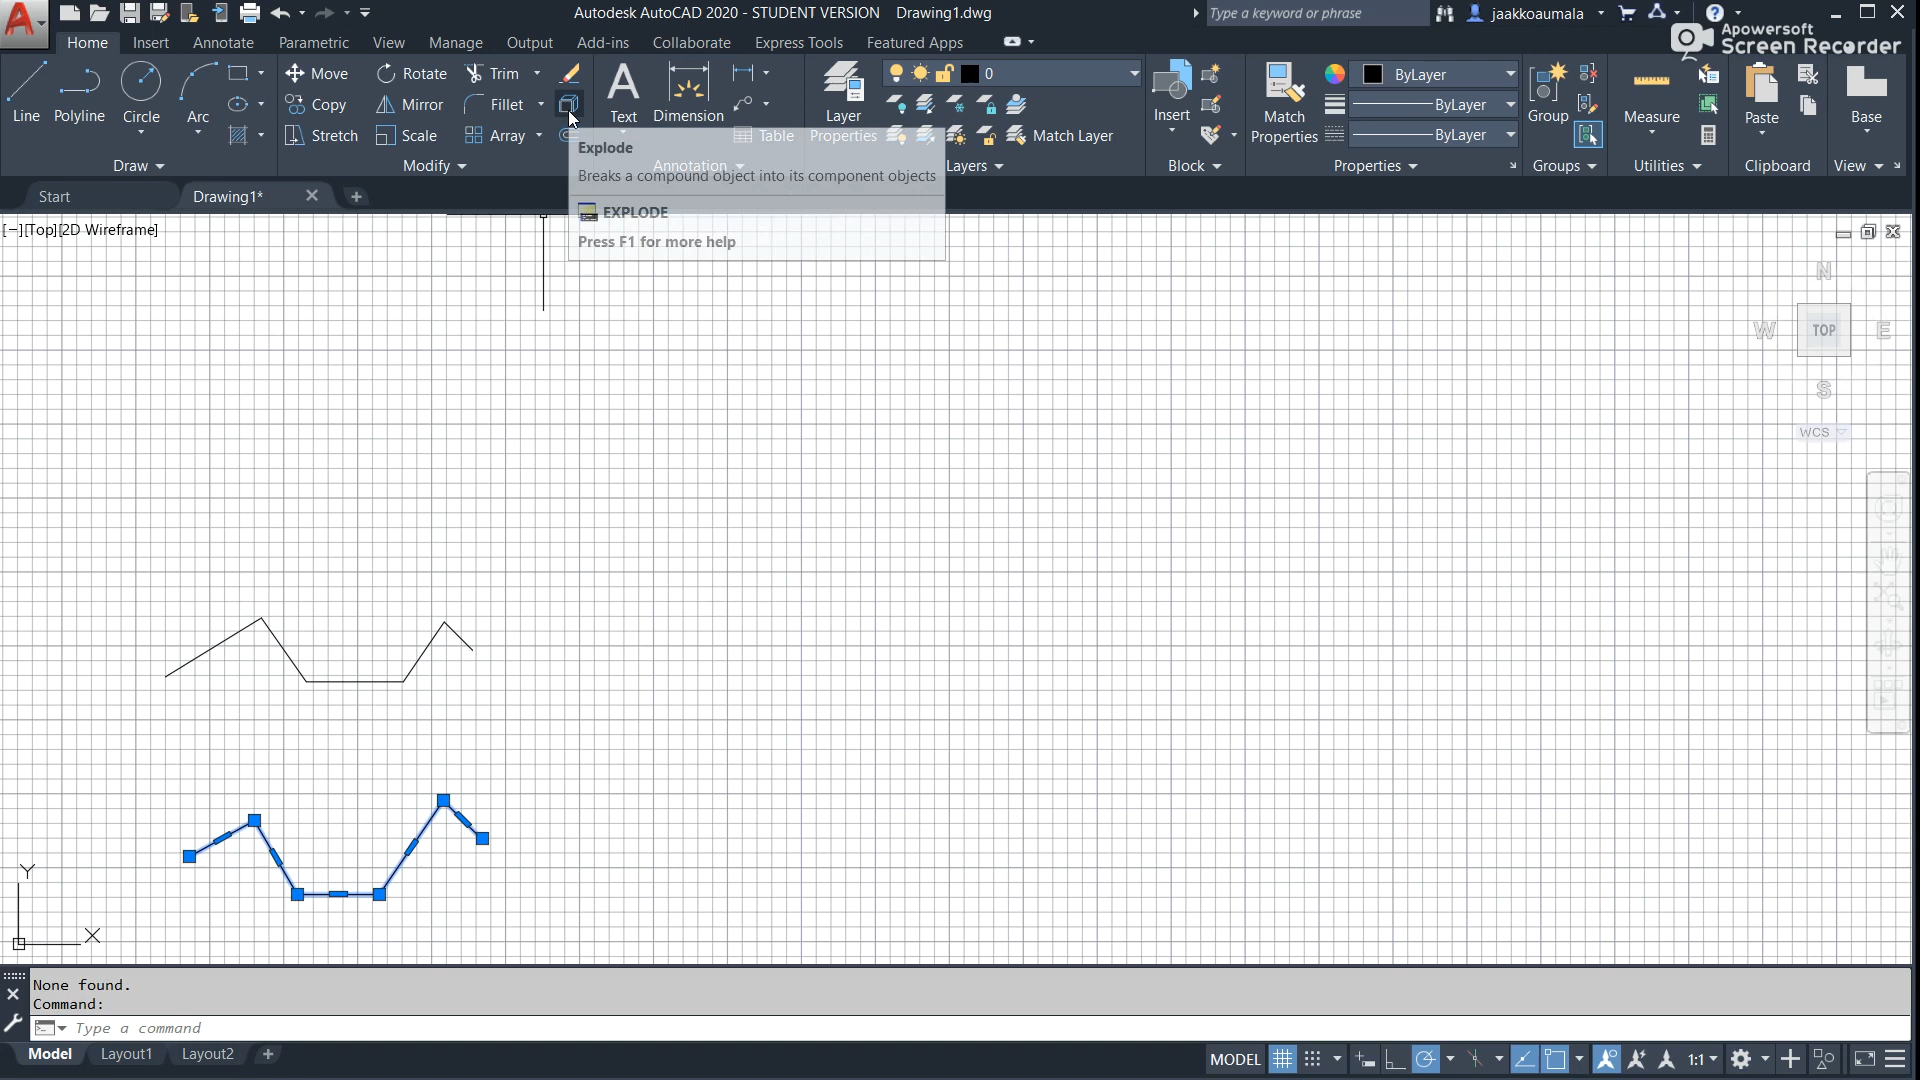 Autodesk AutoCAD 2020 - STUDENT VERSION Drawing1.dwg
Type a keyword or phrase
jaakkoaumala
Apowersoft
Screen Recorder
Home Insert Annotate Parametric View Manage Output Add-ins Collaborate Express Tools Featured Apps
Line Polyline Circle Arc
Draw
Move Rotate Trim
Copy Mirror Fillet
Stretch Scale Array
Modify
Text Dimension
Table
Annotation
Layer
Properties
0
Match Layer
Layers
Insert
Block
Match
Properties
ByLayer
ByLayer
ByLayer
Properties
Group
Groups
Measure
Utilities
Paste
Clipboard
Base
View
Explode
Breaks a compound object into its component objects
EXPLODE
Press F1 for more help
Start Drawing1*
[−][Top][2D Wireframe]
N
W TOP E
S
WCS
Y
X
None found.
Command:
Type a command
Model Layout1 Layout2
MODEL 1:1